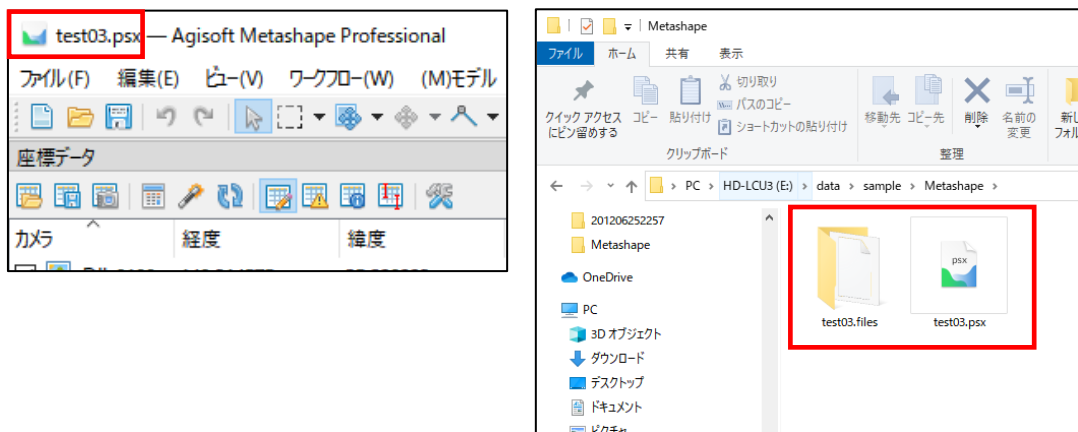 test03.psx — Agisoft Metashape Professional
ファイル(F) 編集(E) ビュー(V) ワークフロー(W) (M)モデル
座標データ
カメラ 経度 緯度
Metashape
ファイル ホーム 共有 表示
クイック アクセスにピン留めする
コピー
貼り付け
切り取り
パスのコピー
ショートカットの貼り付け
移動先 コピー先 削除 名前の変更
クリップボード 整理
PC > HD-LCU3 (E:) > data > sample > Metashape >
201206252257
Metashape
OneDrive
PC
3D オブジェクト
ダウンロード
デスクトップ
ドキュメント
ピクチャ
psx
test03.files test03.psx